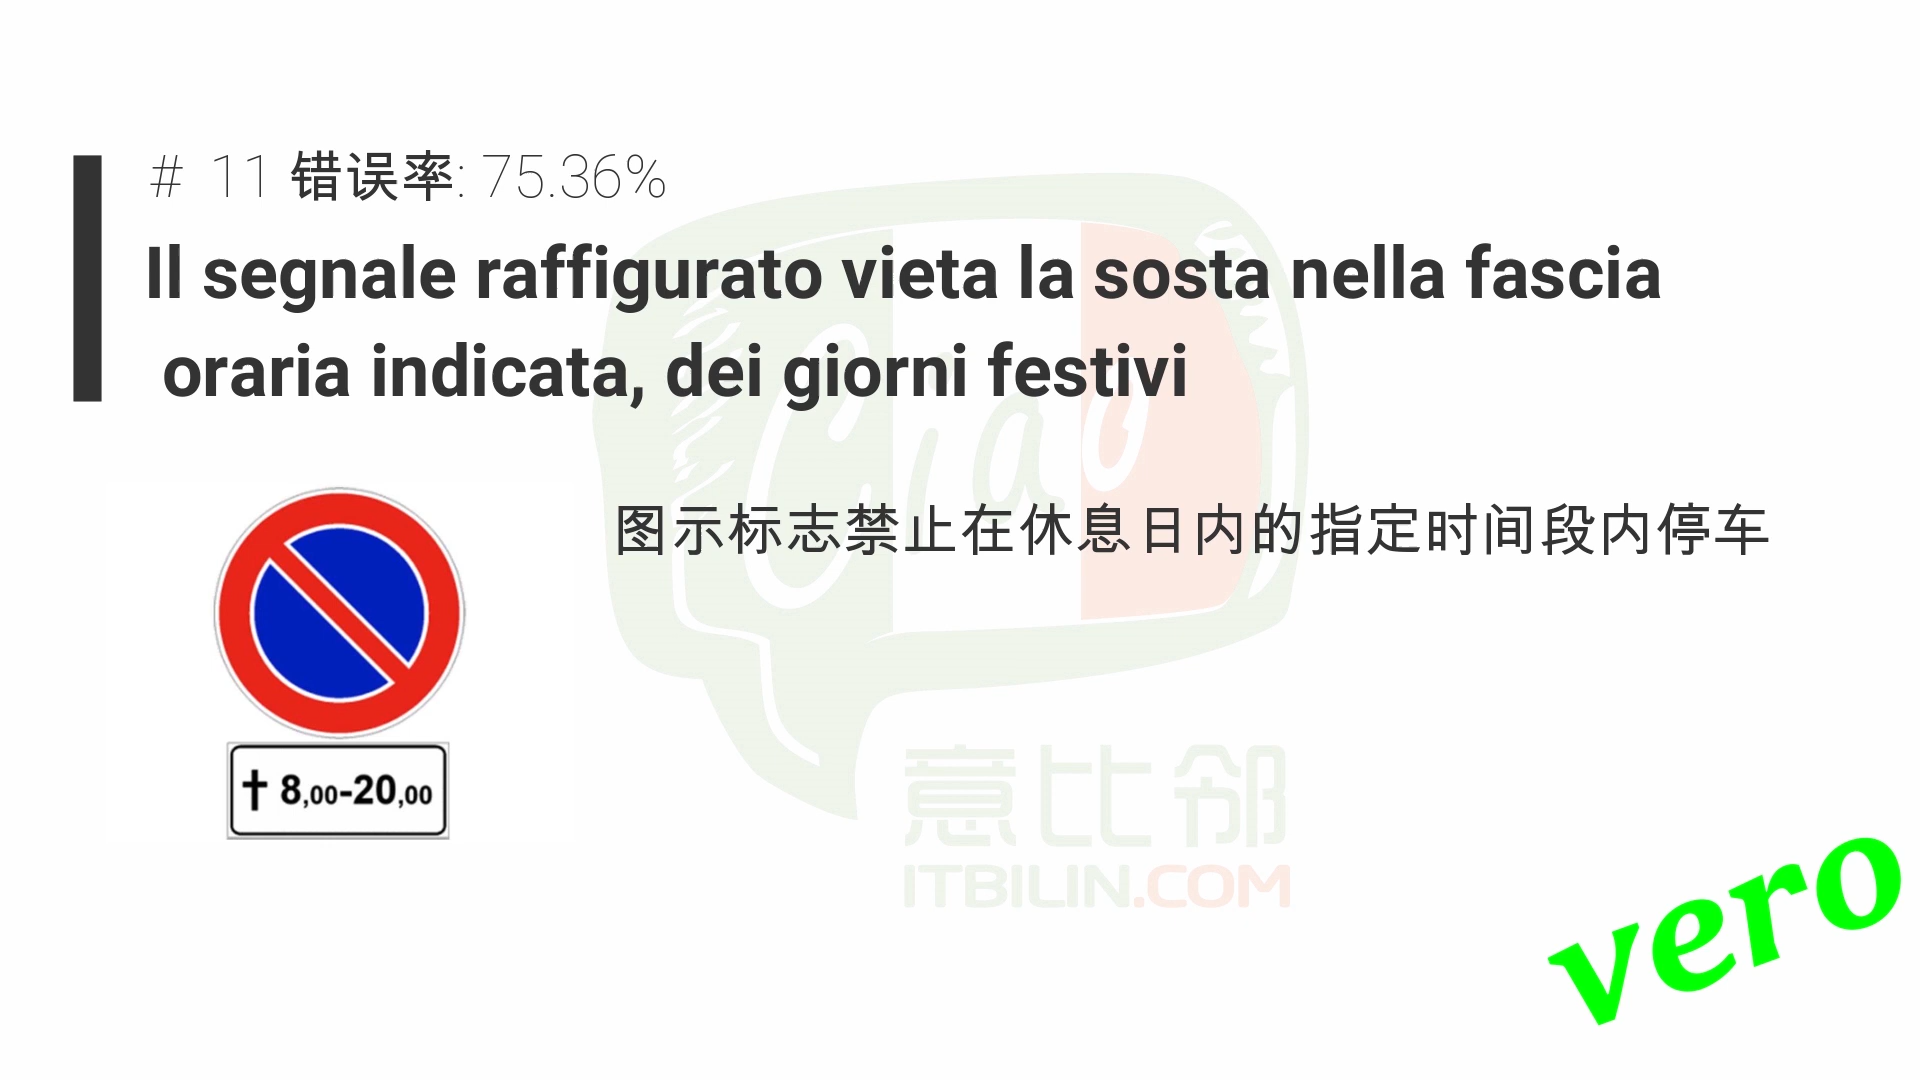 # 11 错误率: 75.36%
Il segnale raffigurato vieta la sosta nella fascia
oraria indicata, dei giorni festivi
图示标志禁止在休息日内的指定时间段内停车
Ciao
✝ 8,00-20,00
意比邻
ITBILIN.COM
vero